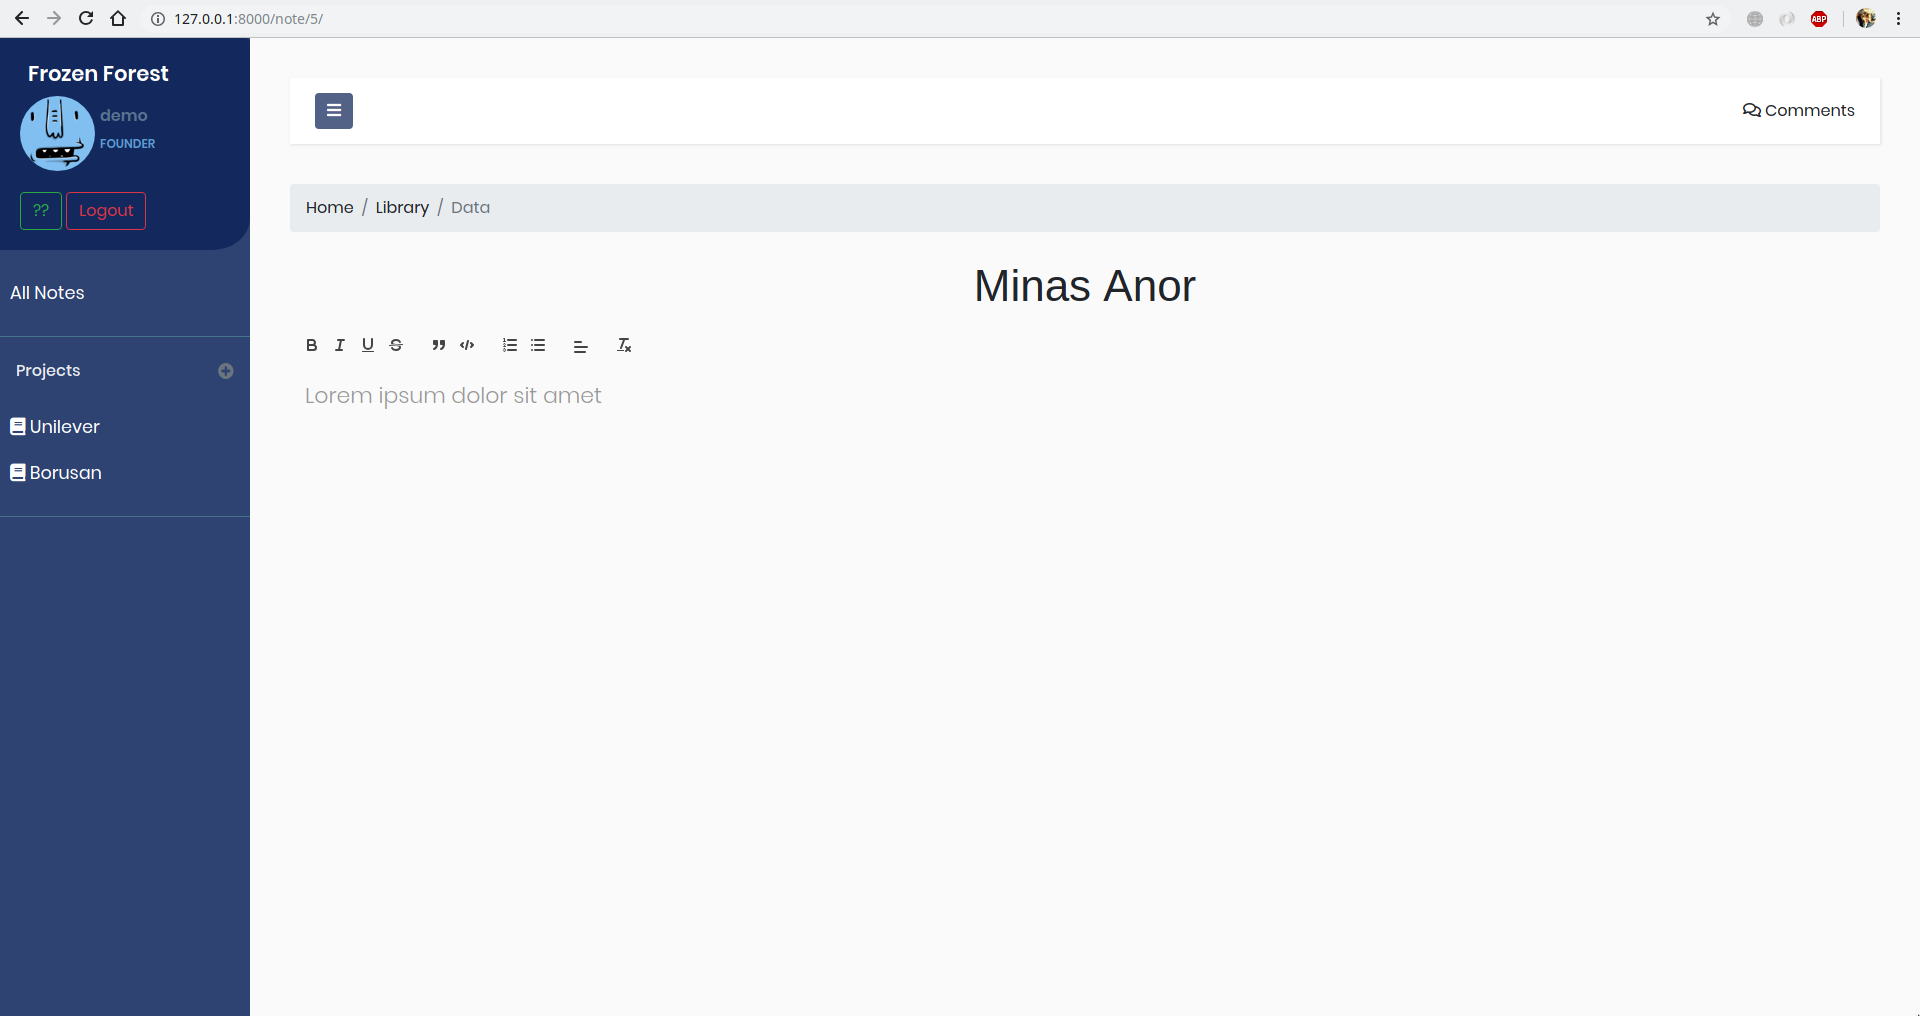 127.0.0.1:8000/note/5/
ABP
Frozen Forest
demo
FOUNDER
?? Logout
All Notes
Projects
Unilever
Borusan
Comments
Home / Library / Data
Minas Anor
B I U S
Lorem ipsum dolor sit amet